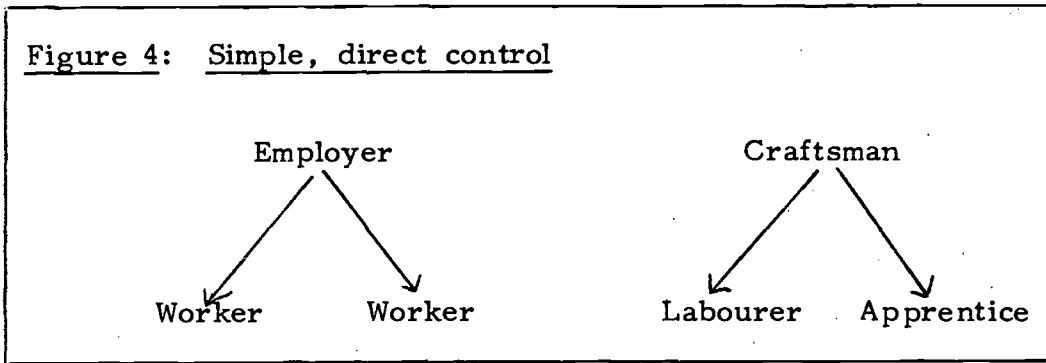 Figure 4: Simple, direct control
Employer Craftsman
Worker Worker Labourer Apprentice